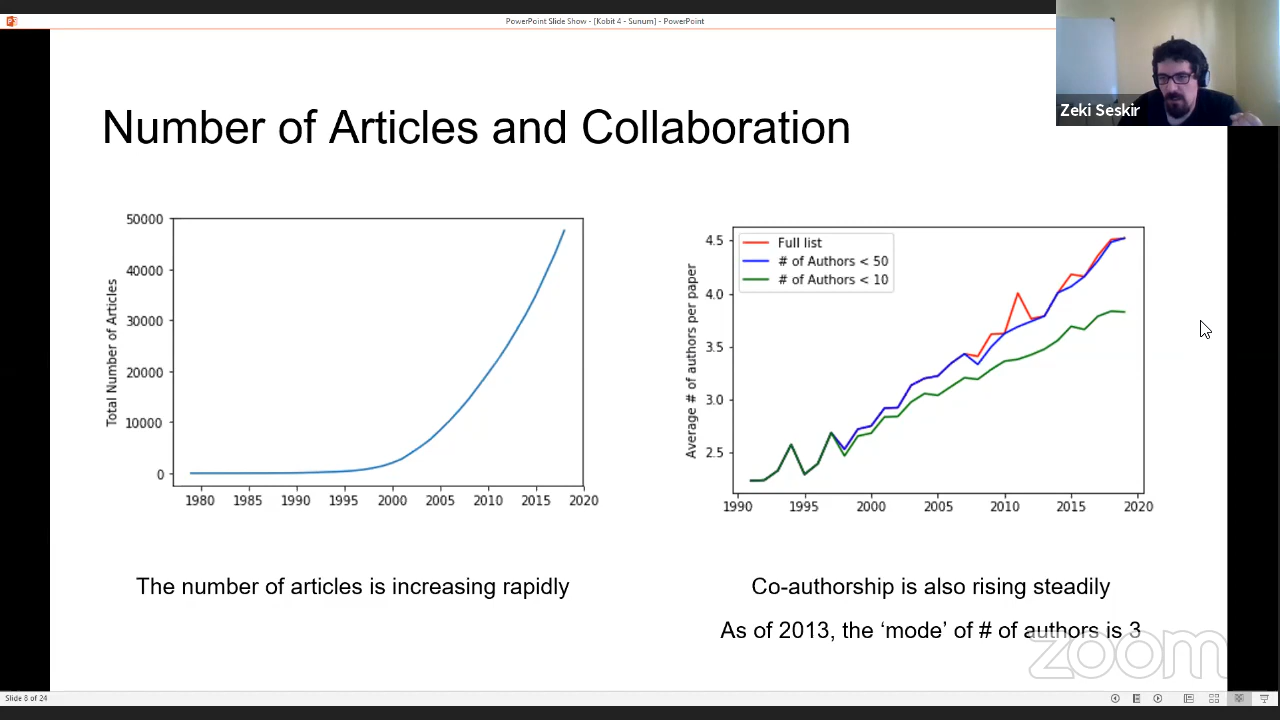 PowerPoint Slide Show - [Kobit 4 - Sunum] - PowerPoint
Zeki Seskir
Number of Articles and Collaboration
Total Number of Articles
50000
40000
30000
20000
10000
0
1980 1985 1990 1995 2000 2005 2010 2015 2020
Average # of authors per paper
4.5
4.0
3.5
3.0
2.5
Full list
# of Authors < 50
# of Authors < 10
1990 1995 2000 2005 2010 2015 2020
The number of articles is increasing rapidly
Co-authorship is also rising steadily
As of 2013, the ‘mode’ of # of authors is 3
zoom
Slide 8 of 24